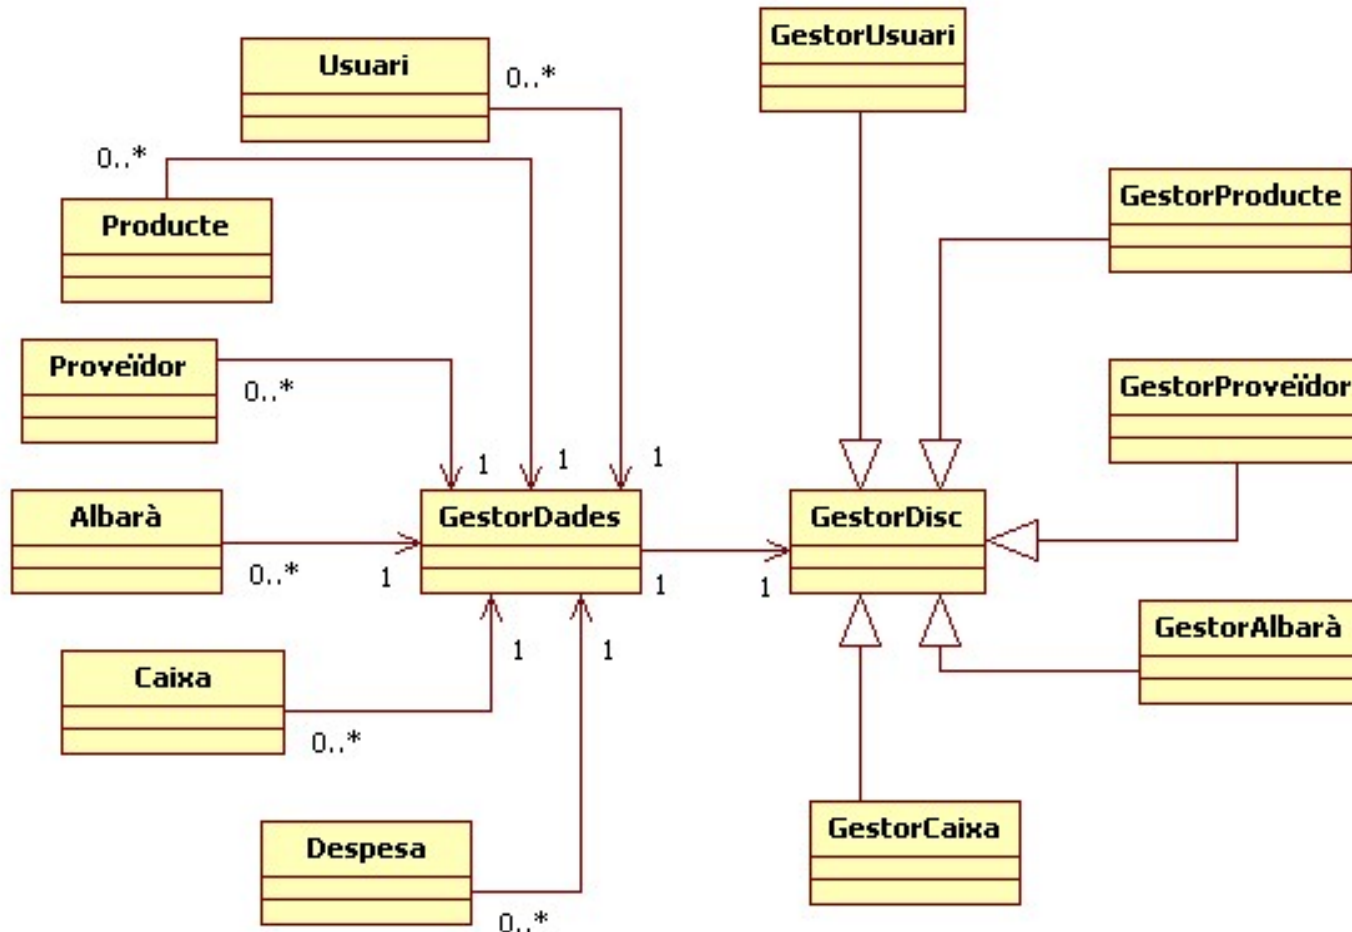 GestorUsuari
Usuari
0..*
0..*
Producte
GestorProducte
Proveïdor
0..*
GestorProveïdor
1
1
1
Albarà
GestorDades
GestorDisc
0..*
1
1
1
GestorAlbarà
Caixa
1
1
0..*
GestorCaixa
Despesa
0..*